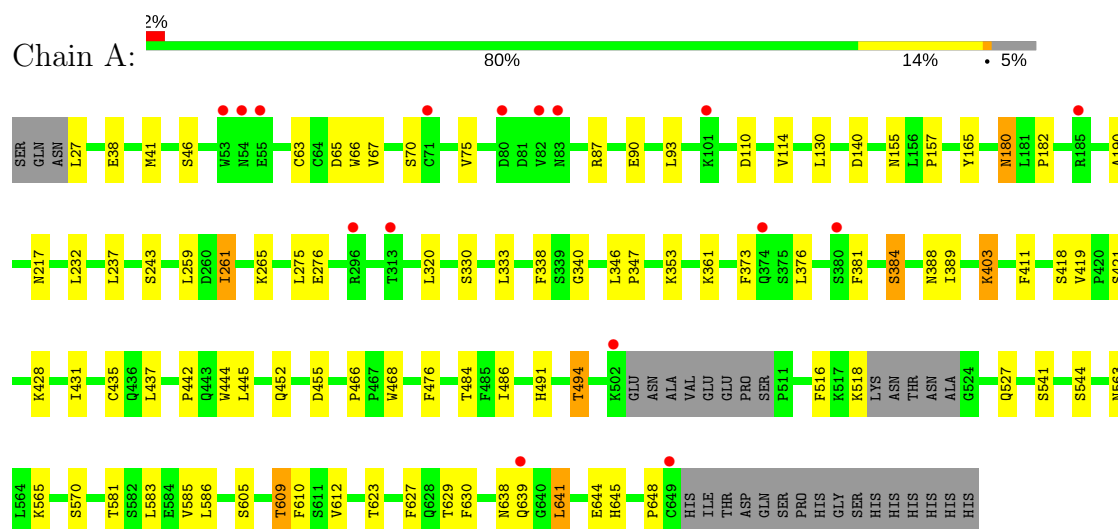 2%
Chain A:
80% 14% • 5%
SER GLN ASN L27 E38 M41 S46 W53 N54 E55 C63 C64 D65 W66 V67 S70 C71 V75 D80 D81 V82 N83 R87 E90 L93 K101 D110 V114 L130 D140 N155 L156 P157 Y165 N180 L181 P182 R185 A190
N217 L232 L237 S243 L259 D260 I261 K265 L275 E276 R296 T313 L320 S330 L333 F338 S339 G340 L346 P347 K353 K361 F373 Q374 S375 L376 S380 F381 S384 N388 I389 K403 F411 S418 V419 P420 S421
K428 I431 C435 Q436 L437 P442 Q443 W444 L445 Q452 D455 P466 P467 W468 F476 T484 F485 I486 H491 T494 K502 GLU ASN ALA VAL GLU GLU PRO SER P511 F516 K517 K518 LYS ASN THR ASN ALA G524 Q527 S541 S544 N563
L564 K565 S570 T581 S582 L583 E584 V585 L586 S605 T609 F610 S611 V612 T623 F627 Q628 T629 F630 N638 Q639 G640 L641 E644 H645 P648 C649 HIS ILE THR ASP GLN SER PRO HIS GLY SER HIS HIS HIS HIS HIS HIS